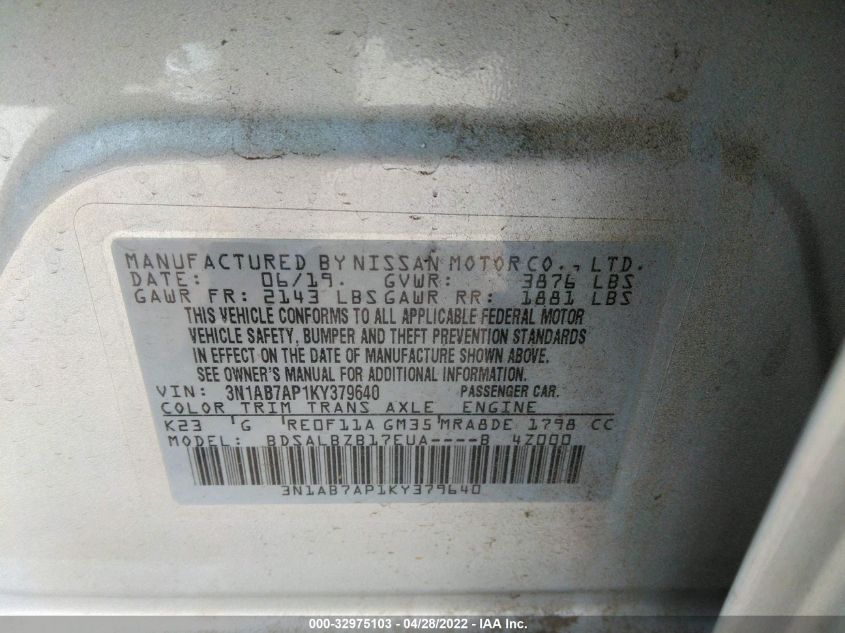 MANUFACTURED BY NISSAN MOTOR CO., LTD.
DATE: 06/19. GVWR: 3876 LBS
GAWR FR: 2143 LBS GAWR RR: 1881 LBS
THIS VEHICLE CONFORMS TO ALL APPLICABLE FEDERAL MOTOR
VEHICLE SAFETY, BUMPER AND THEFT PREVENTION STANDARDS
IN EFFECT ON THE DATE OF MANUFACTURE SHOWN ABOVE.
SEE OWNER'S MANUAL FOR ADDITIONAL INFORMATION.
VIN: 3N1AB7AP1KY379640 PASSENGER CAR.
COLOR TRIM TRANS AXLE ENGINE
K23 G RE0F11A GM35 MRA8DE 1798 CC
MODEL: BDSALBZB17EUA----B 4Z000
3N1AB7AP1KY379640
000-32975103 - 04/28/2022 - IAA Inc.